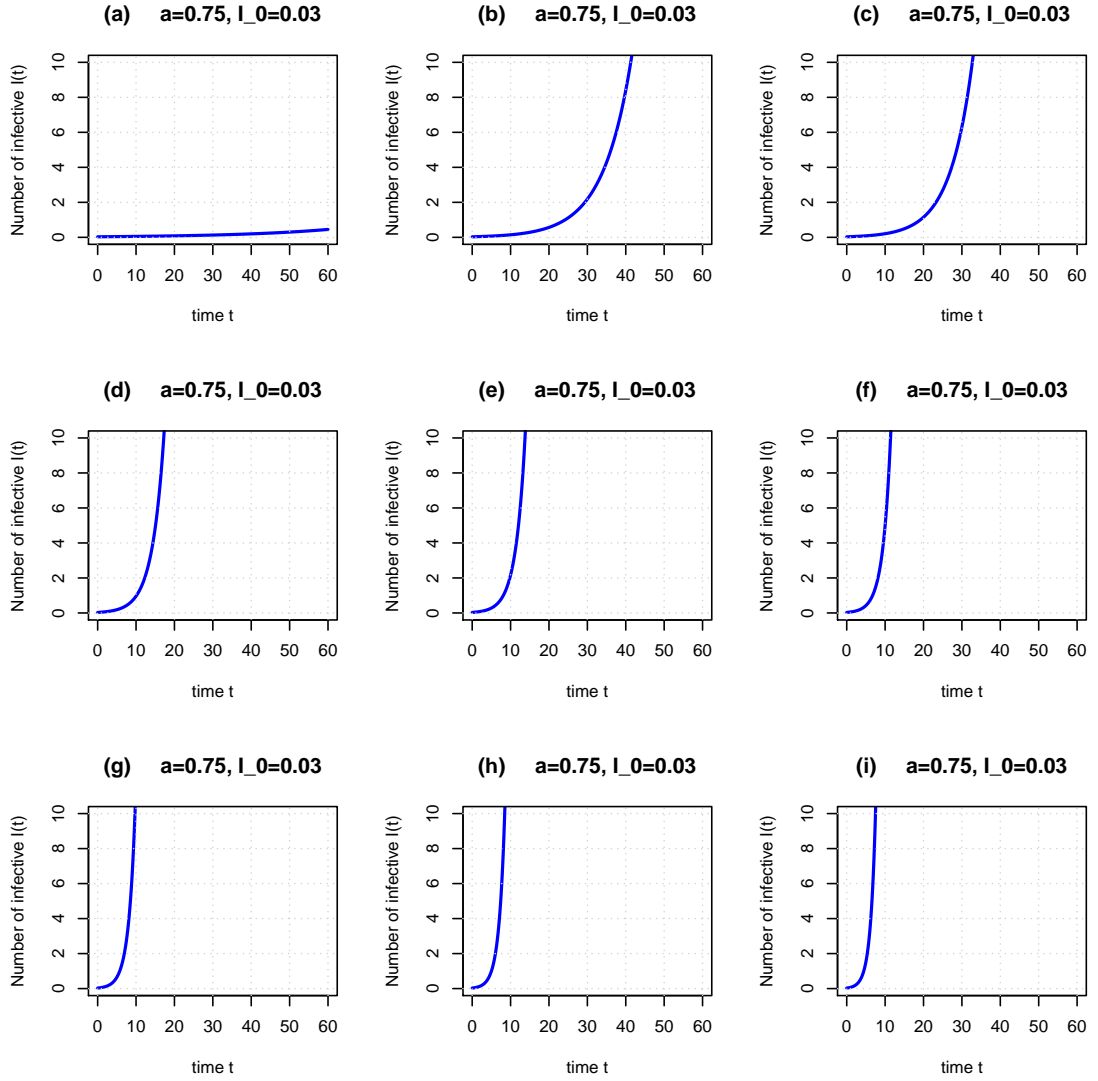 (a) a=0.75, I_0=0.03
Number of infective I(t)
10
8
6
4
2
0
0 10 20 30 40 50 60
time t
(b) a=0.75, I_0=0.03
Number of infective I(t)
10
8
6
4
2
0
0 10 20 30 40 50 60
time t
(c) a=0.75, I_0=0.03
Number of infective I(t)
10
8
6
4
2
0
0 10 20 30 40 50 60
time t
(d) a=0.75, I_0=0.03
Number of infective I(t)
10
8
6
4
2
0
0 10 20 30 40 50 60
time t
(e) a=0.75, I_0=0.03
Number of infective I(t)
10
8
6
4
2
0
0 10 20 30 40 50 60
time t
(f) a=0.75, I_0=0.03
Number of infective I(t)
10
8
6
4
2
0
0 10 20 30 40 50 60
time t
(g) a=0.75, I_0=0.03
Number of infective I(t)
10
8
6
4
2
0
0 10 20 30 40 50 60
time t
(h) a=0.75, I_0=0.03
Number of infective I(t)
10
8
6
4
2
0
0 10 20 30 40 50 60
time t
(i) a=0.75, I_0=0.03
Number of infective I(t)
10
8
6
4
2
0
0 10 20 30 40 50 60
time t